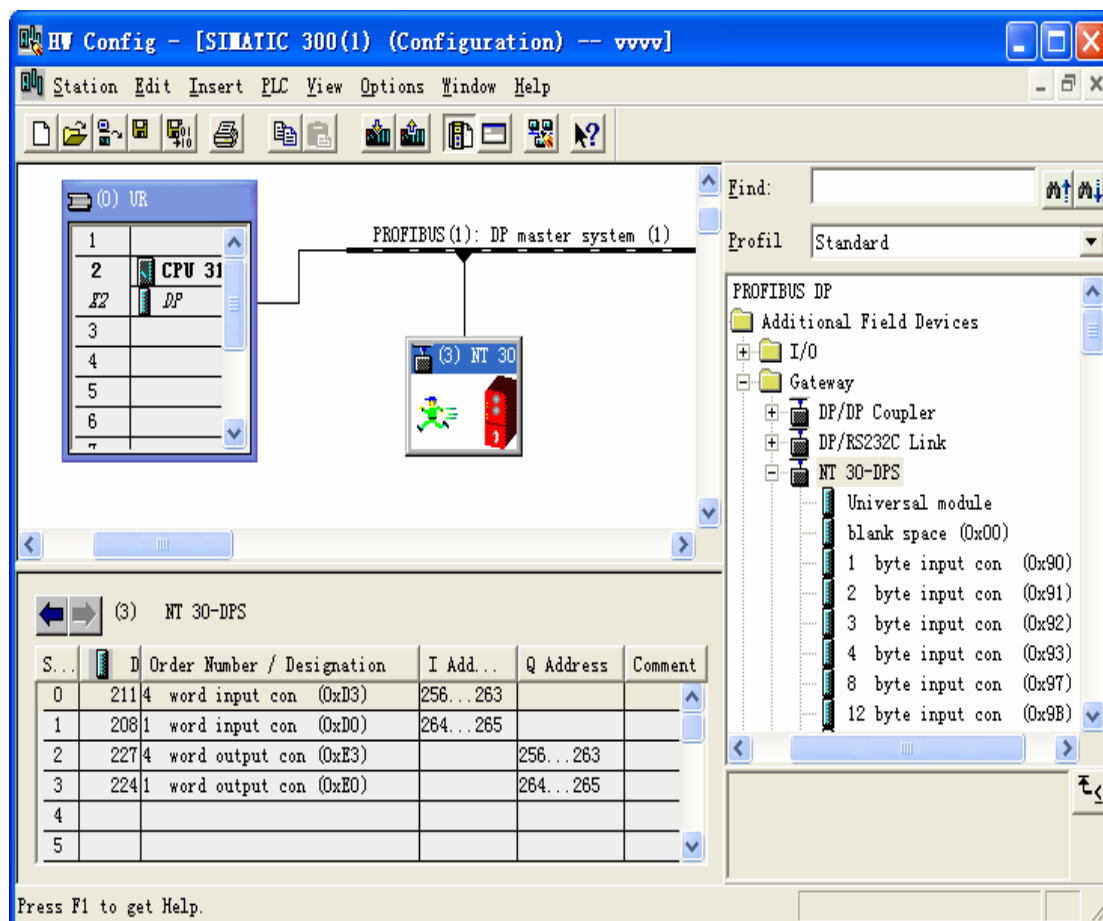 HW Config - [SIMATIC 300(1) (Configuration) -- vvvv]
Station Edit Insert PLC View Options Window Help
(0) UR
1
2 CPU 31
X2 DP
3
4
5
6
7
PROFIBUS(1): DP master system (1)
(3) NT 30
Find:
Profil Standard
PROFIBUS DP
Additional Field Devices
I/O
Gateway
DP/DP Coupler
DP/RS232C Link
NT 30-DPS
Universal module
blank space (0x00)
1 byte input con (0x90)
2 byte input con (0x91)
3 byte input con (0x92)
4 byte input con (0x93)
8 byte input con (0x97)
12 byte input con (0x9B)
(3) NT 30-DPS
S... D Order Number / Designation I Add... Q Address Comment
0 211 4 word input con (0xD3) 256...263
1 208 1 word input con (0xD0) 264...265
2 227 4 word output con (0xE3) 256...263
3 224 1 word output con (0xE0) 264...265
4
5
Press F1 to get Help.